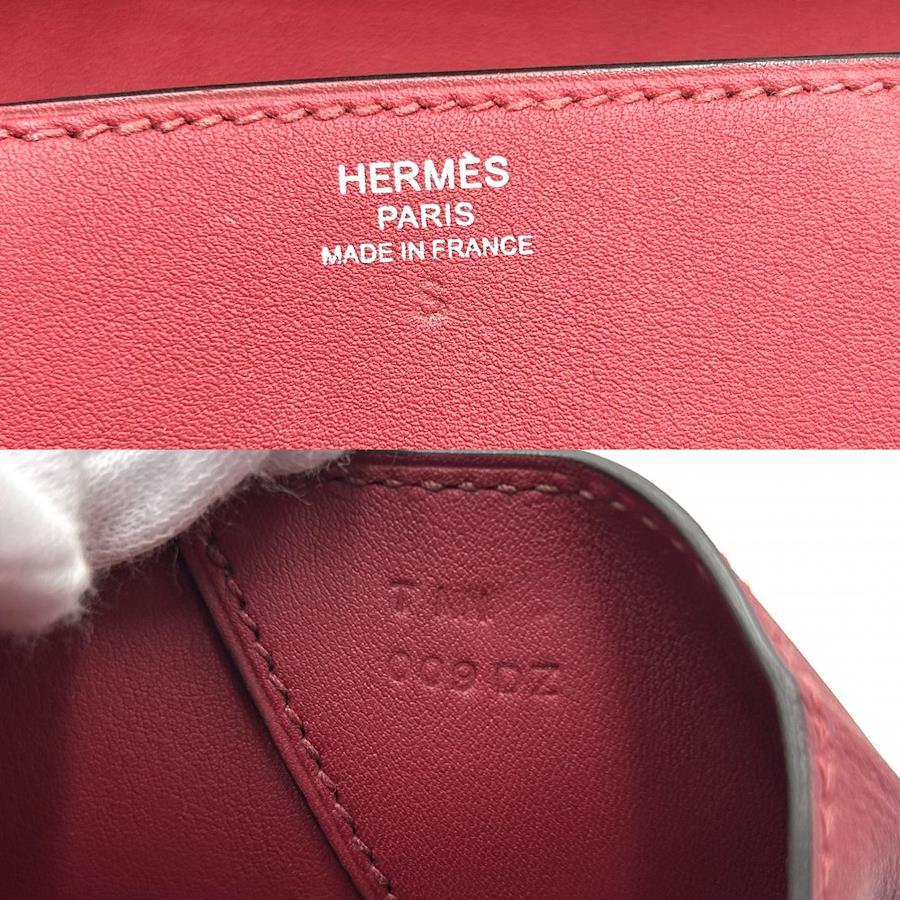 HERMÈS
PARIS
MADE IN FRANCE
S
009 DZ